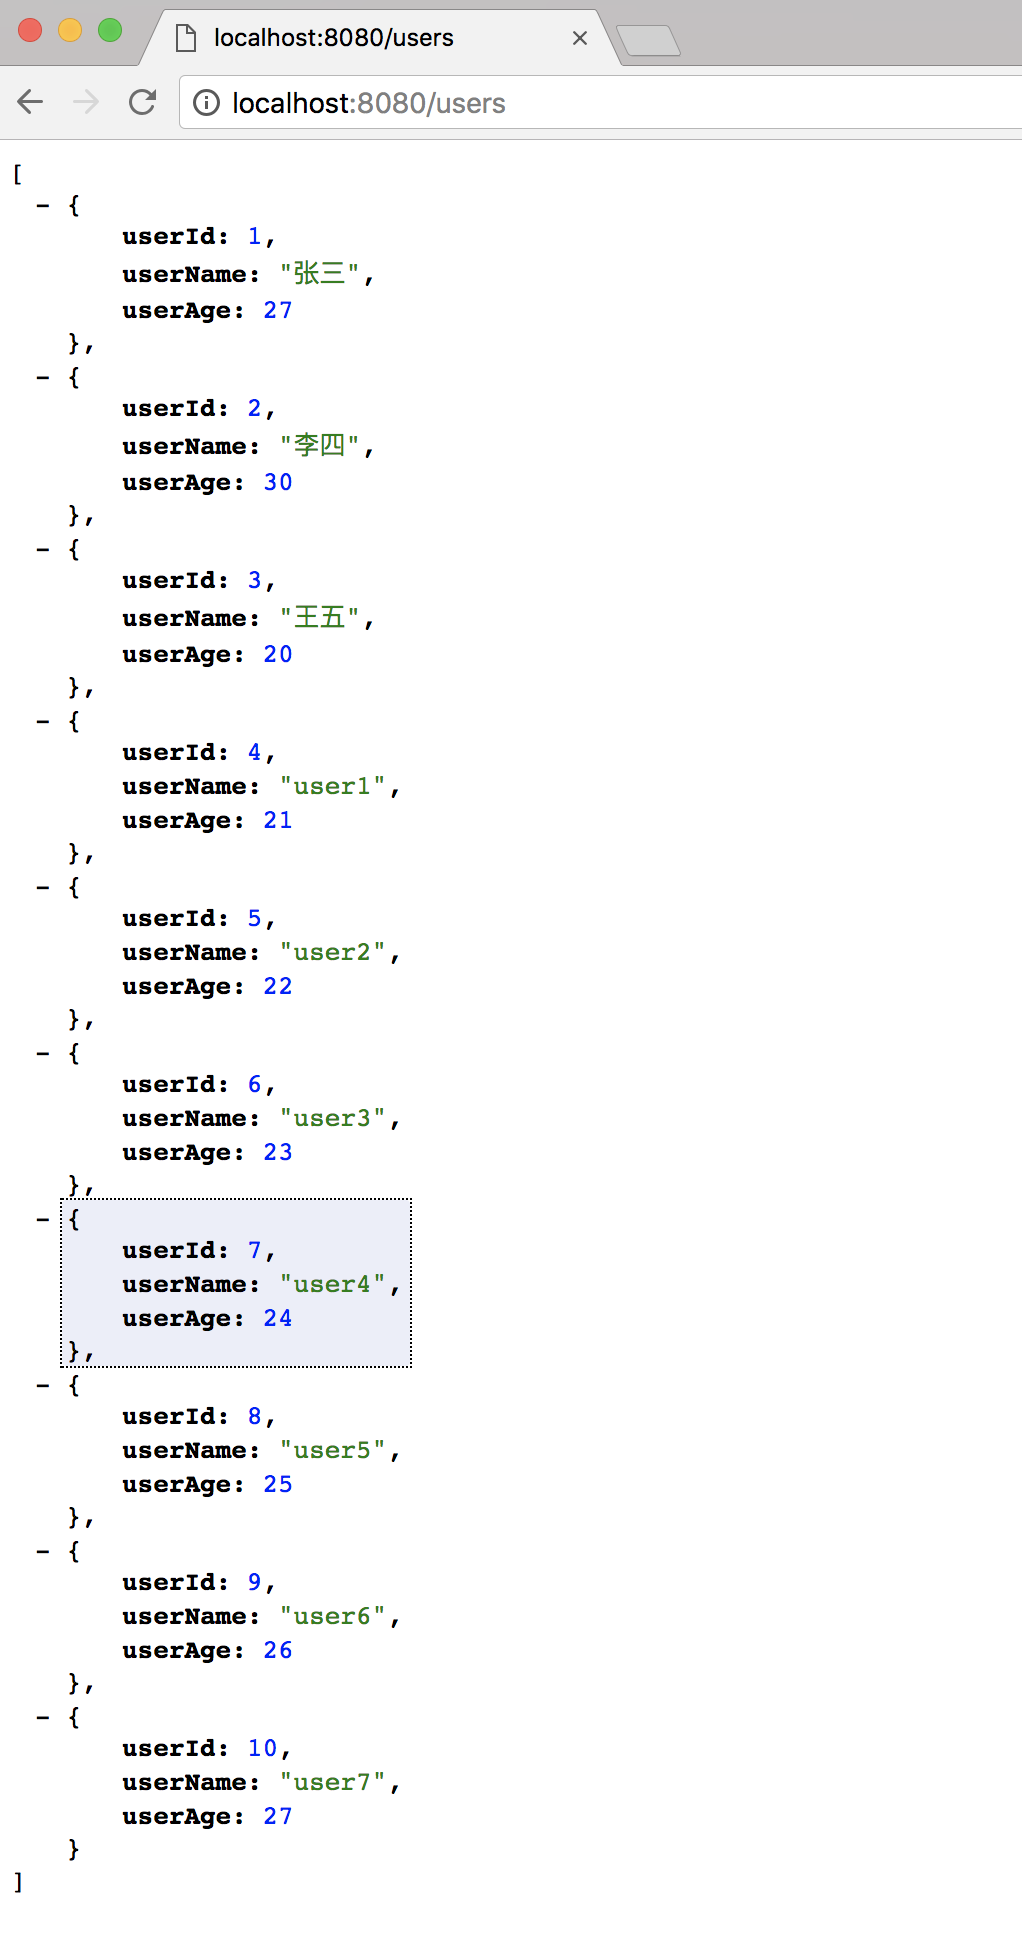 localhost:8080/users
localhost:8080/users
[
- {
userId: 1,
userName: "张三",
userAge: 27
},
- {
userId: 2,
userName: "李四",
userAge: 30
},
- {
userId: 3,
userName: "王五",
userAge: 20
},
- {
userId: 4,
userName: "user1",
userAge: 21
},
- {
userId: 5,
userName: "user2",
userAge: 22
},
- {
userId: 6,
userName: "user3",
userAge: 23
},
- {
userId: 7,
userName: "user4",
userAge: 24
},
- {
userId: 8,
userName: "user5",
userAge: 25
},
- {
userId: 9,
userName: "user6",
userAge: 26
},
- {
userId: 10,
userName: "user7",
userAge: 27
}
]